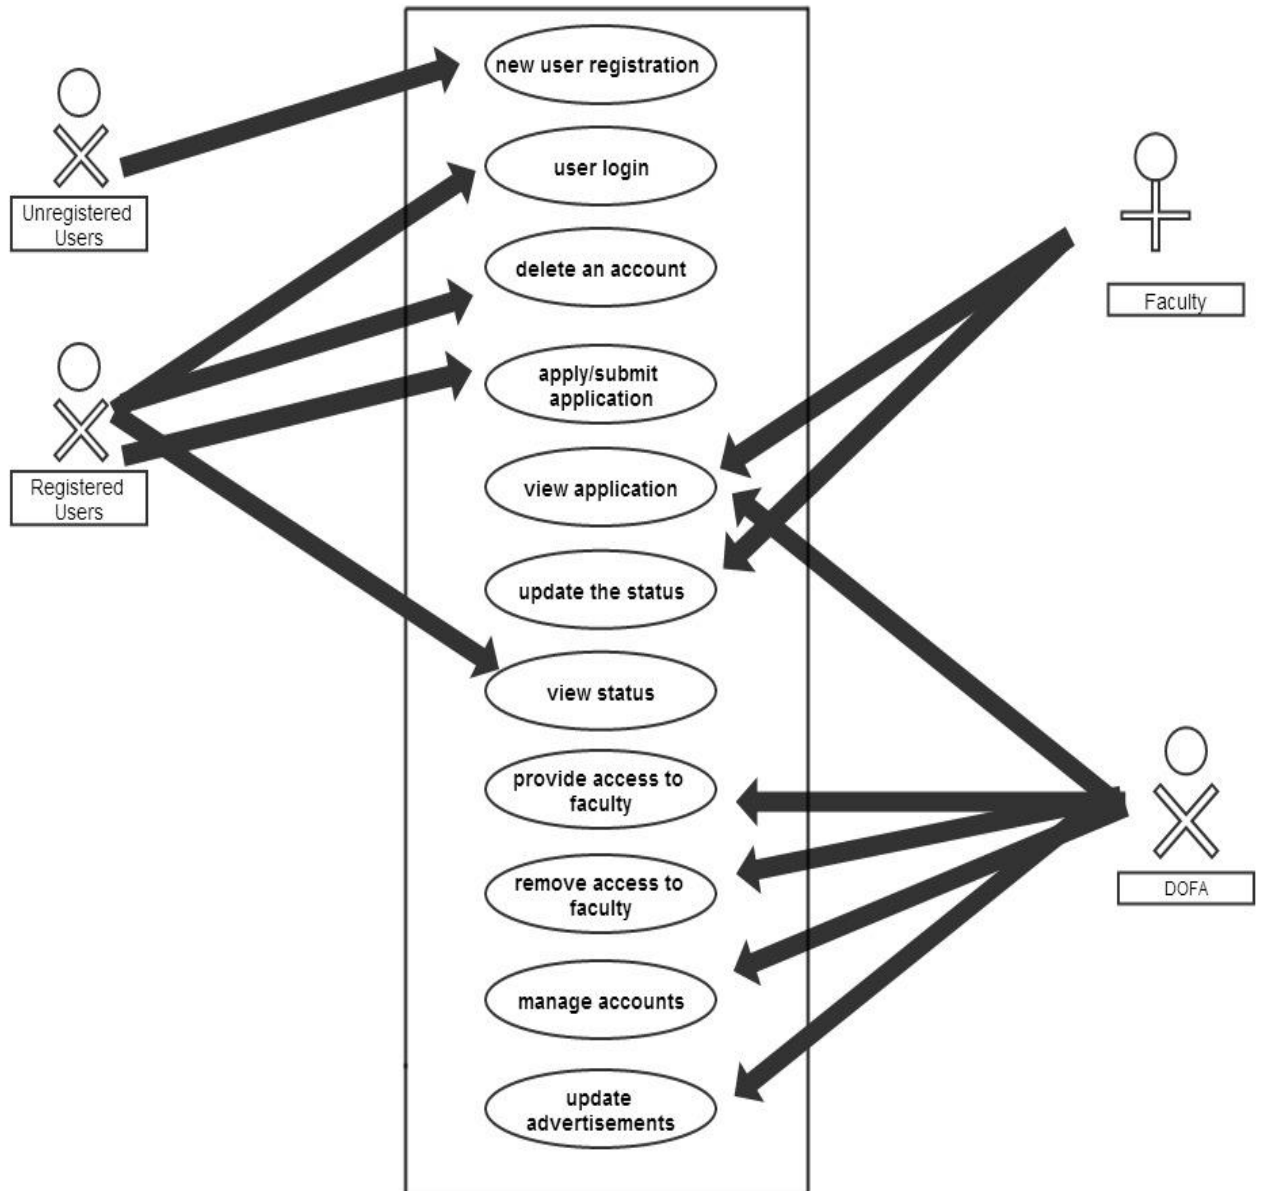 new user registration
user login
delete an account
apply/submit
application
view application
update the status
view status
provide access to
faculty
remove access to
faculty
manage accounts
update
advertisements
Unregistered
Users
Registered
Users
Faculty
DOFA